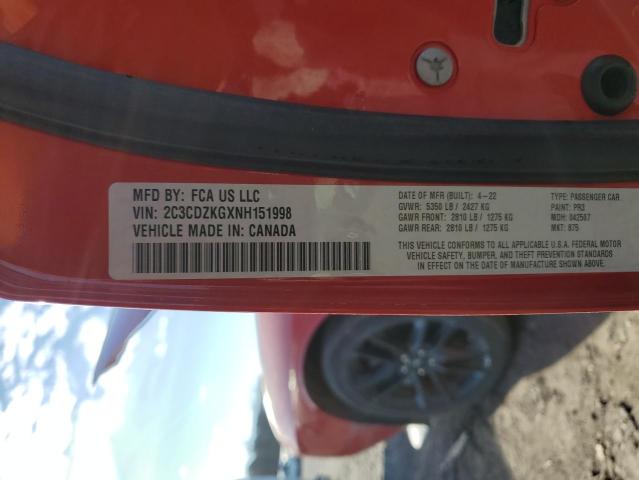 MFD BY: FCA US LLC
VIN: 2C3CDZKGXNH151998
VEHICLE MADE IN: CANADA
DATE OF MFR (BUILT): 4-22
GVWR: 5350 LB / 2427 KG
GAWR FRONT: 2810 LB / 1275 KG
GAWR REAR: 2810 LB / 1275 KG
TYPE: PASSENGER CAR
PAINT: PR3
MDH: 042507
MKT: 875
THIS VEHICLE CONFORMS TO ALL APPLICABLE U.S.A. FEDERAL MOTOR
VEHICLE SAFETY, BUMPER, AND THEFT PREVENTION STANDARDS
IN EFFECT ON THE DATE OF MANUFACTURE SHOWN ABOVE.